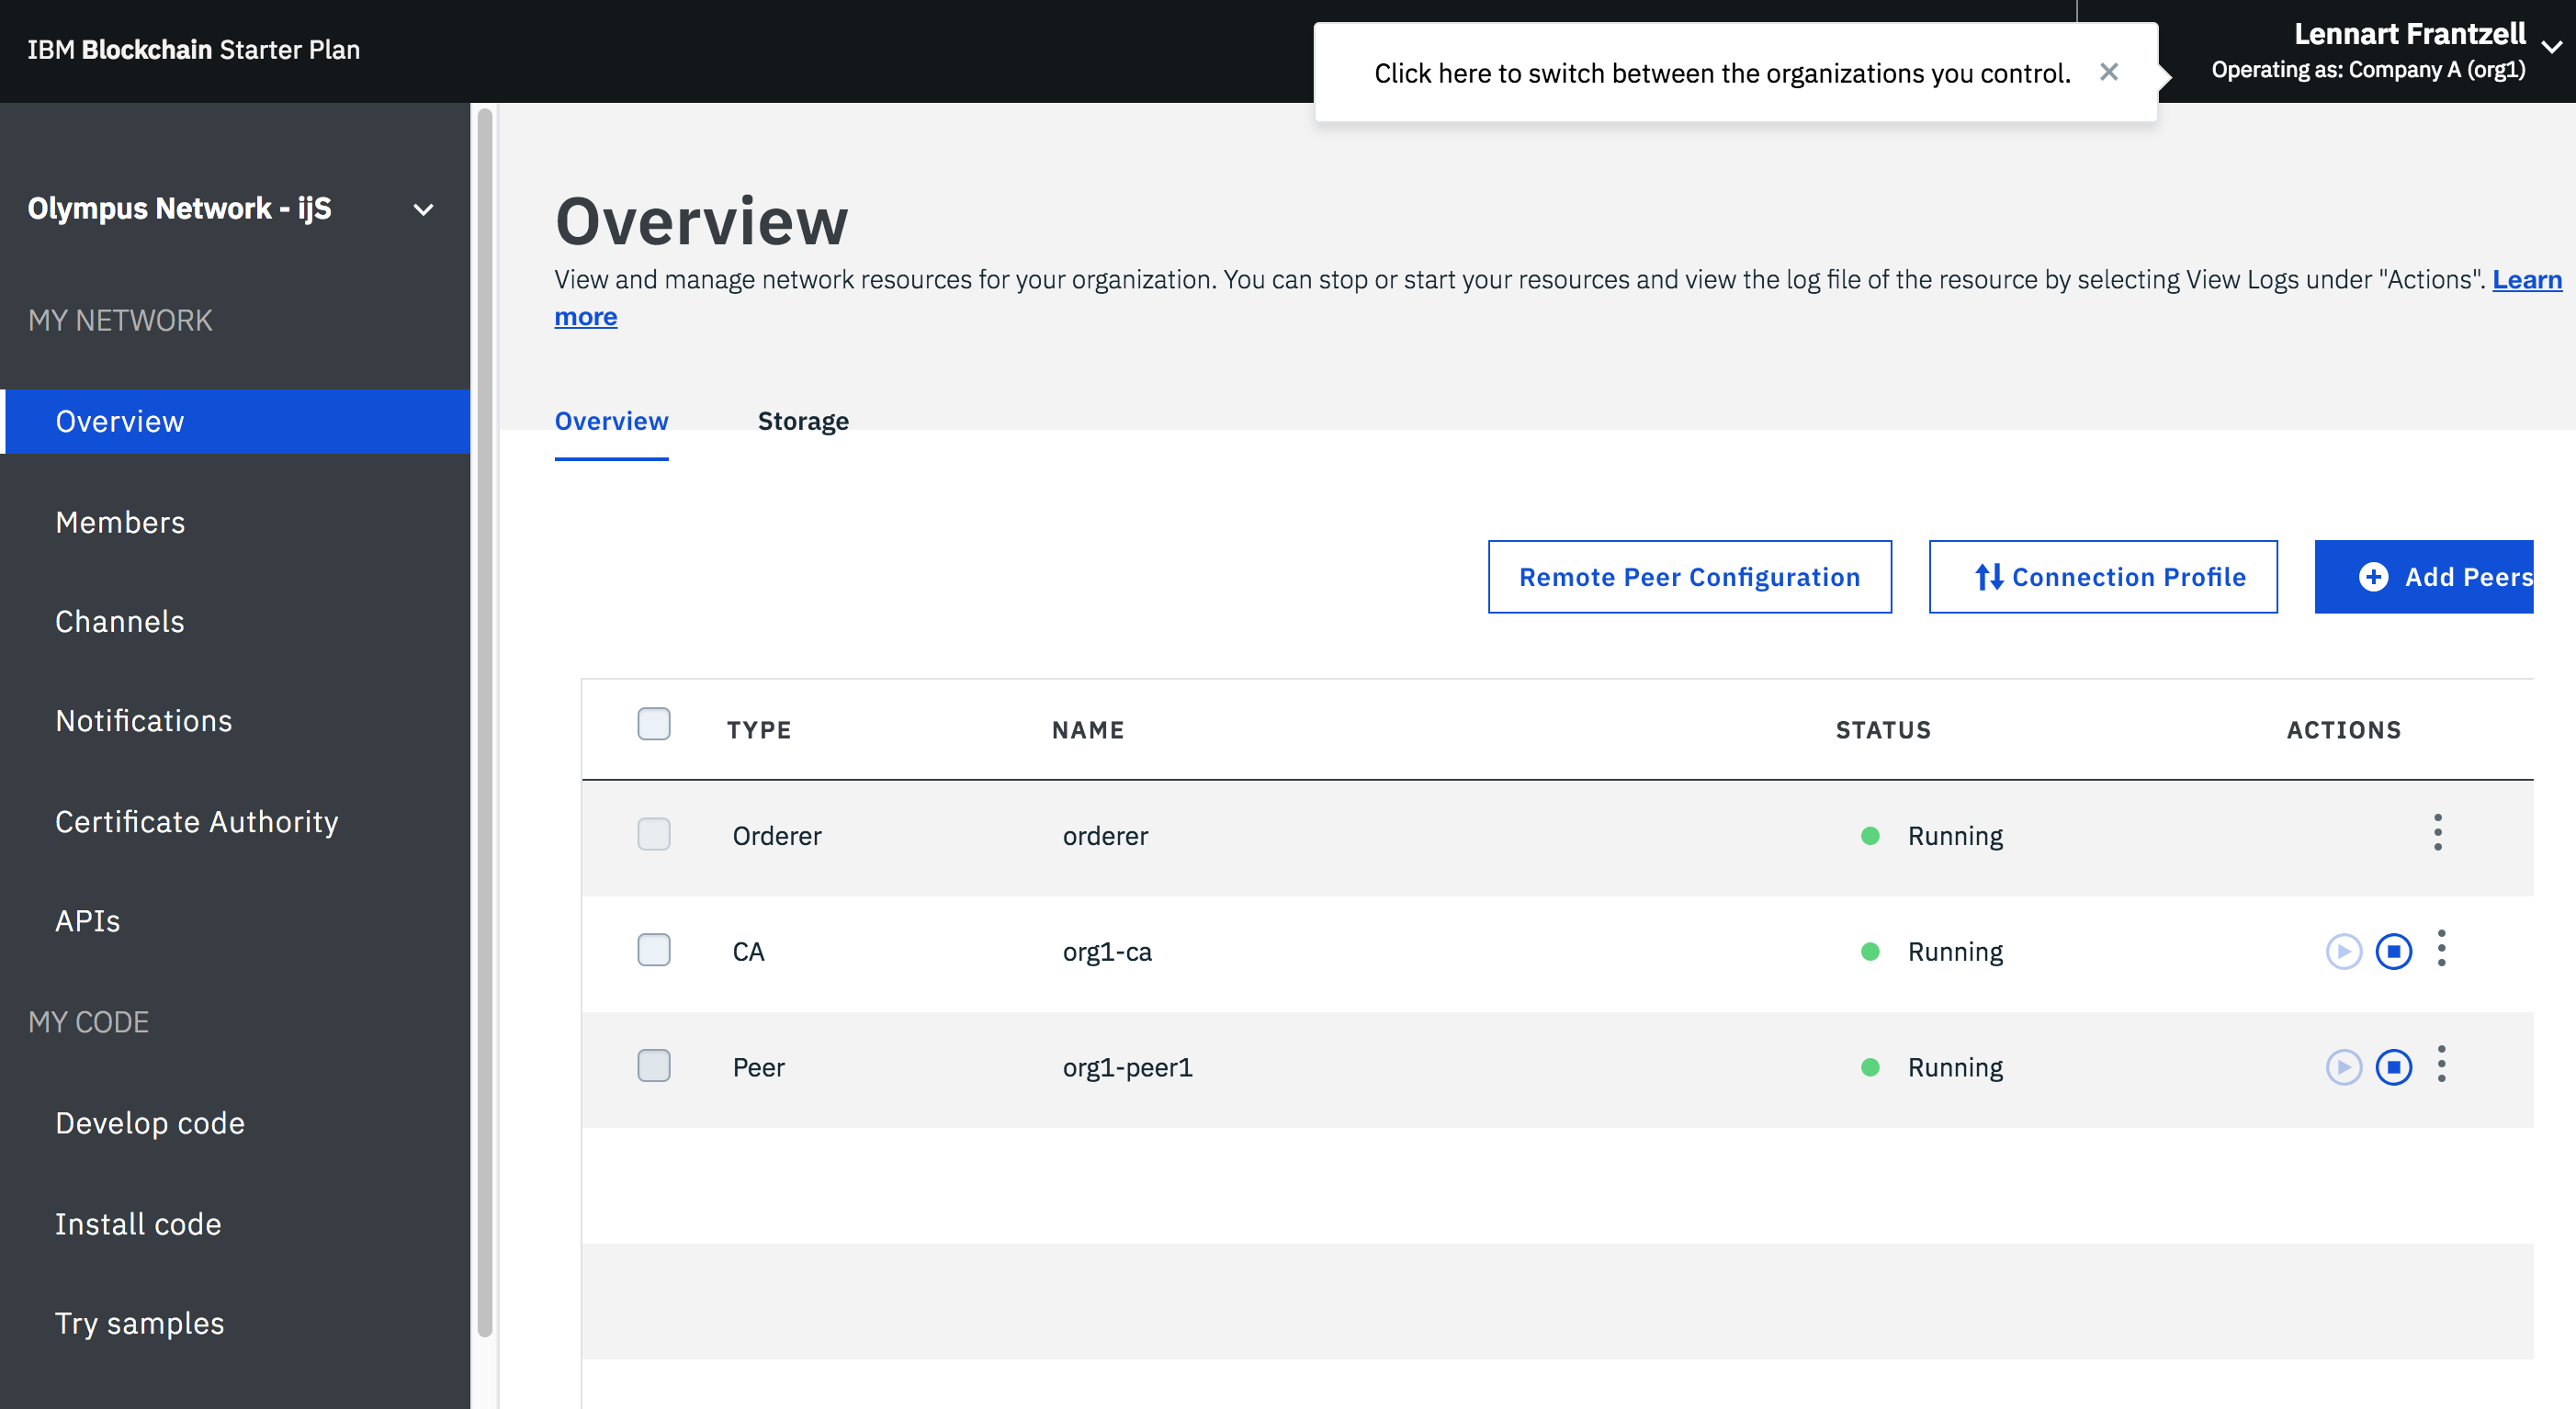 IBM Blockchain Starter Plan
Click here to switch between the organizations you control.
Lennart Frantzell
Operating as: Company A (org1)
Olympus Network - ijS
MY NETWORK
Overview
Members
Channels
Notifications
Certificate Authority
APIs
MY CODE
Develop code
Install code
Try samples
Overview
View and manage network resources for your organization. You can stop or start your resources and view the log file of the resource by selecting View Logs under "Actions". Learn
more
Overview Storage
Remote Peer Configuration Connection Profile Add Peers
TYPE NAME STATUS ACTIONS
Orderer orderer Running
CA org1-ca Running
Peer org1-peer1 Running